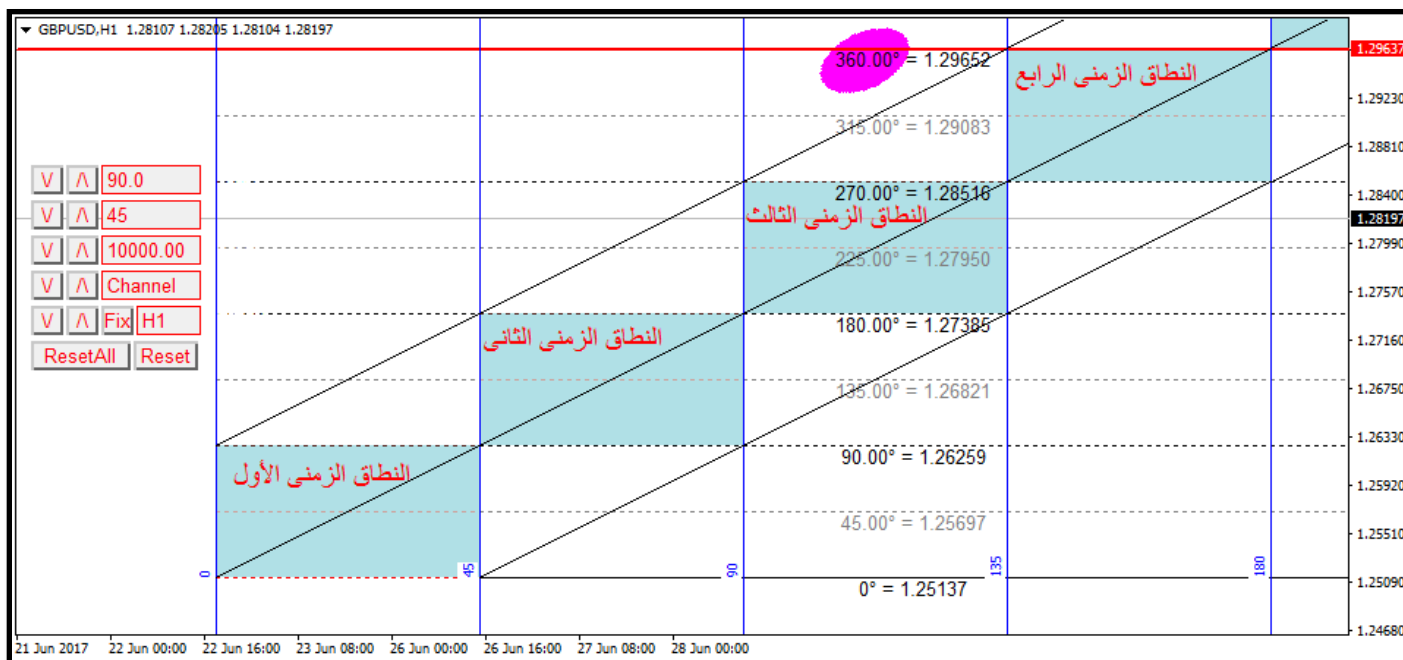 GBPUSD,H1 1.28107 1.28205 1.28104 1.28197
1.29637
360.00° = 1.29652
النطاق الزمنى الرابع
1.29230
315.00° = 1.29083
1.28810
V Λ 90.0
270.00° = 1.28516
1.28400
V Λ 45
النطاق الزمنى الثالث
1.28197
V Λ 10000.00
225.00° = 1.27950
1.27990
V Λ Channel
1.27570
V Λ Fix H1
180.00° = 1.27385
النطاق الزمنى الثانى
1.27160
ResetAll Reset
135.00° = 1.26821
1.26750
1.26330
90.00° = 1.26259
النطاق الزمنى الأول
1.25920
45.00° = 1.25697
1.25510
0 45 90 135 180
0° = 1.25137
1.25090
1.24680
21 Jun 2017 22 Jun 00:00 22 Jun 16:00 23 Jun 08:00 26 Jun 00:00 26 Jun 16:00 27 Jun 08:00 28 Jun 00:00